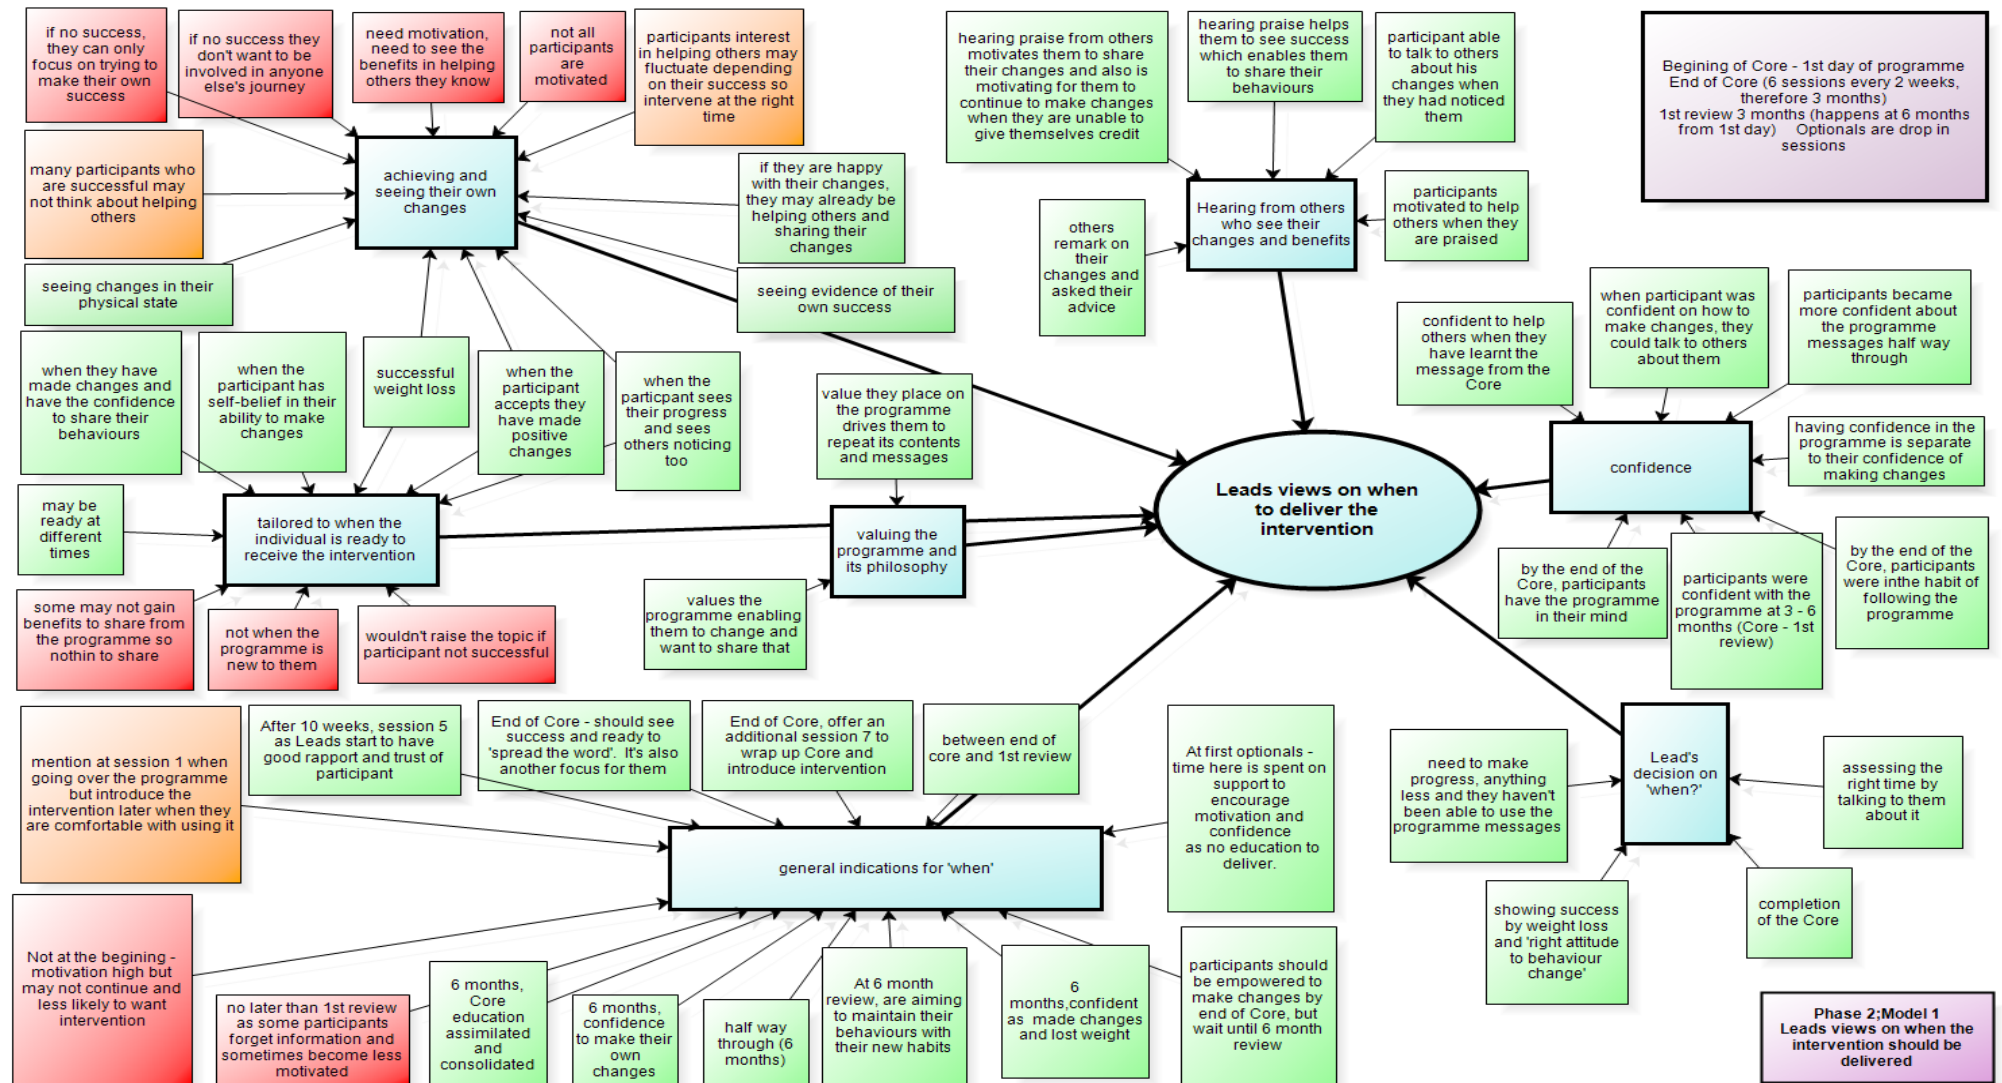 if no success,
they can only
focus on trying to
make their own
success
if no success they
don't want to be
involved in anyone
else's journey
need motivation,
need to see the
benefits in helping
others they know
not all
participants
are
motivated
participants interest
in helping others may
fluctuate depending
on their success so
intervene at the right
time
hearing praise from others
motivates them to share
their changes and also is
motivating for them to
continue to make changes
when they are unable to
give themselves credit
hearing praise helps
them to see success
which enables them
to share their
behaviours
participant able
to talk to others
about his
changes when
they had noticed
them
Begining of Core - 1st day of programme
End of Core (6 sessions every 2 weeks,
therefore 3 months)
1st review 3 months (happens at 6 months
from 1st day) Optionals are drop in
sessions
many participants who
are successful may
not think about helping
others
achieving and
seeing their own
changes
if they are happy
with their changes,
they may already be
helping others and
sharing their
changes
Hearing from others
who see their
changes and benefits
participants
motivated to help
others when they
are praised
others
remark on
their
changes and
asked their
advice
seeing changes in their
physical state
seeing evidence of their
own success
confident to help
others when they
have learnt the
message from the
Core
when participant was
confident on how to
make changes, they
could talk to others
about them
participants became
more confident about
the programme
messages half way
through
when they have
made changes and
have the confidence
to share their
behaviours
when the
participant has
self-belief in their
ability to make
changes
successful
weight loss
when the
participant
accepts they
have made
positive
changes
when the
particpant sees
their progress
and sees
others noticing
too
value they place on
the programme
drives them to
repeat its contents
and messages
confidence
having confidence in the
programme is separate
to their confidence of
making changes
may be
ready at
different
times
tailored to when the
individual is ready to
receive the intervention
valuing the
programme and
its philosophy
Leads views on when
to deliver the
intervention
by the end of the
Core, participants
have the programme
in their mind
participants were
confident with the
programme at 3 - 6
months (Core - 1st
review)
by the end of the
Core, participants
were inthe habit of
following the
programme
some may not gain
benefits to share from
the programme so
nothin to share
not when the
programme is
new to them
wouldn't raise the topic if
participant not successful
values the
programme enabling
them to change and
want to share that
mention at session 1 when
going over the programme
but introduce the
intervention later when they
are comfortable with using it
After 10 weeks, session 5
as Leads start to have
good rapport and trust of
participant
End of Core - should see
success and ready to
'spread the word'. It's also
another focus for them
End of Core, offer an
additional session 7 to
wrap up Core and
introduce intervention
between end of
core and 1st review
At first optionals -
time here is spent on
support to
encourage
motivation and
confidence
as no education to
deliver.
need to make
progress, anything
less and they haven't
been able to use the
programme messages
Lead's
decision on
'when?'
assessing the
right time by
talking to them
about it
general indications for 'when'
showing success
by weight loss
and 'right attitude
to behaviour
change'
completion
of the Core
Not at the begining -
motivation high but
may not continue and
less likely to want
intervention
no later than 1st review
as some participants
forget information and
sometimes become less
motivated
6 months,
Core
education
assimilated
and
consolidated
6 months,
confidence
to make their
own
changes
half way
through (6
months)
At 6 month
review, are aiming
to maintain their
behaviours with
their new habits
6
months,confident
as made changes
and lost weight
participants should
be empowered to
make changes by
end of Core, but
wait until 6 month
review
Phase 2;Model 1
Leads views on when the
intervention should be
delivered